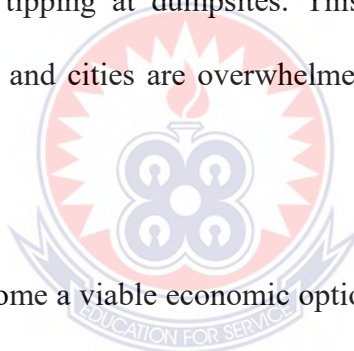 tipping at dumpsites. This
and cities are overwhelme
ome a viable economic optio
EDUCATION FOR SERVICE